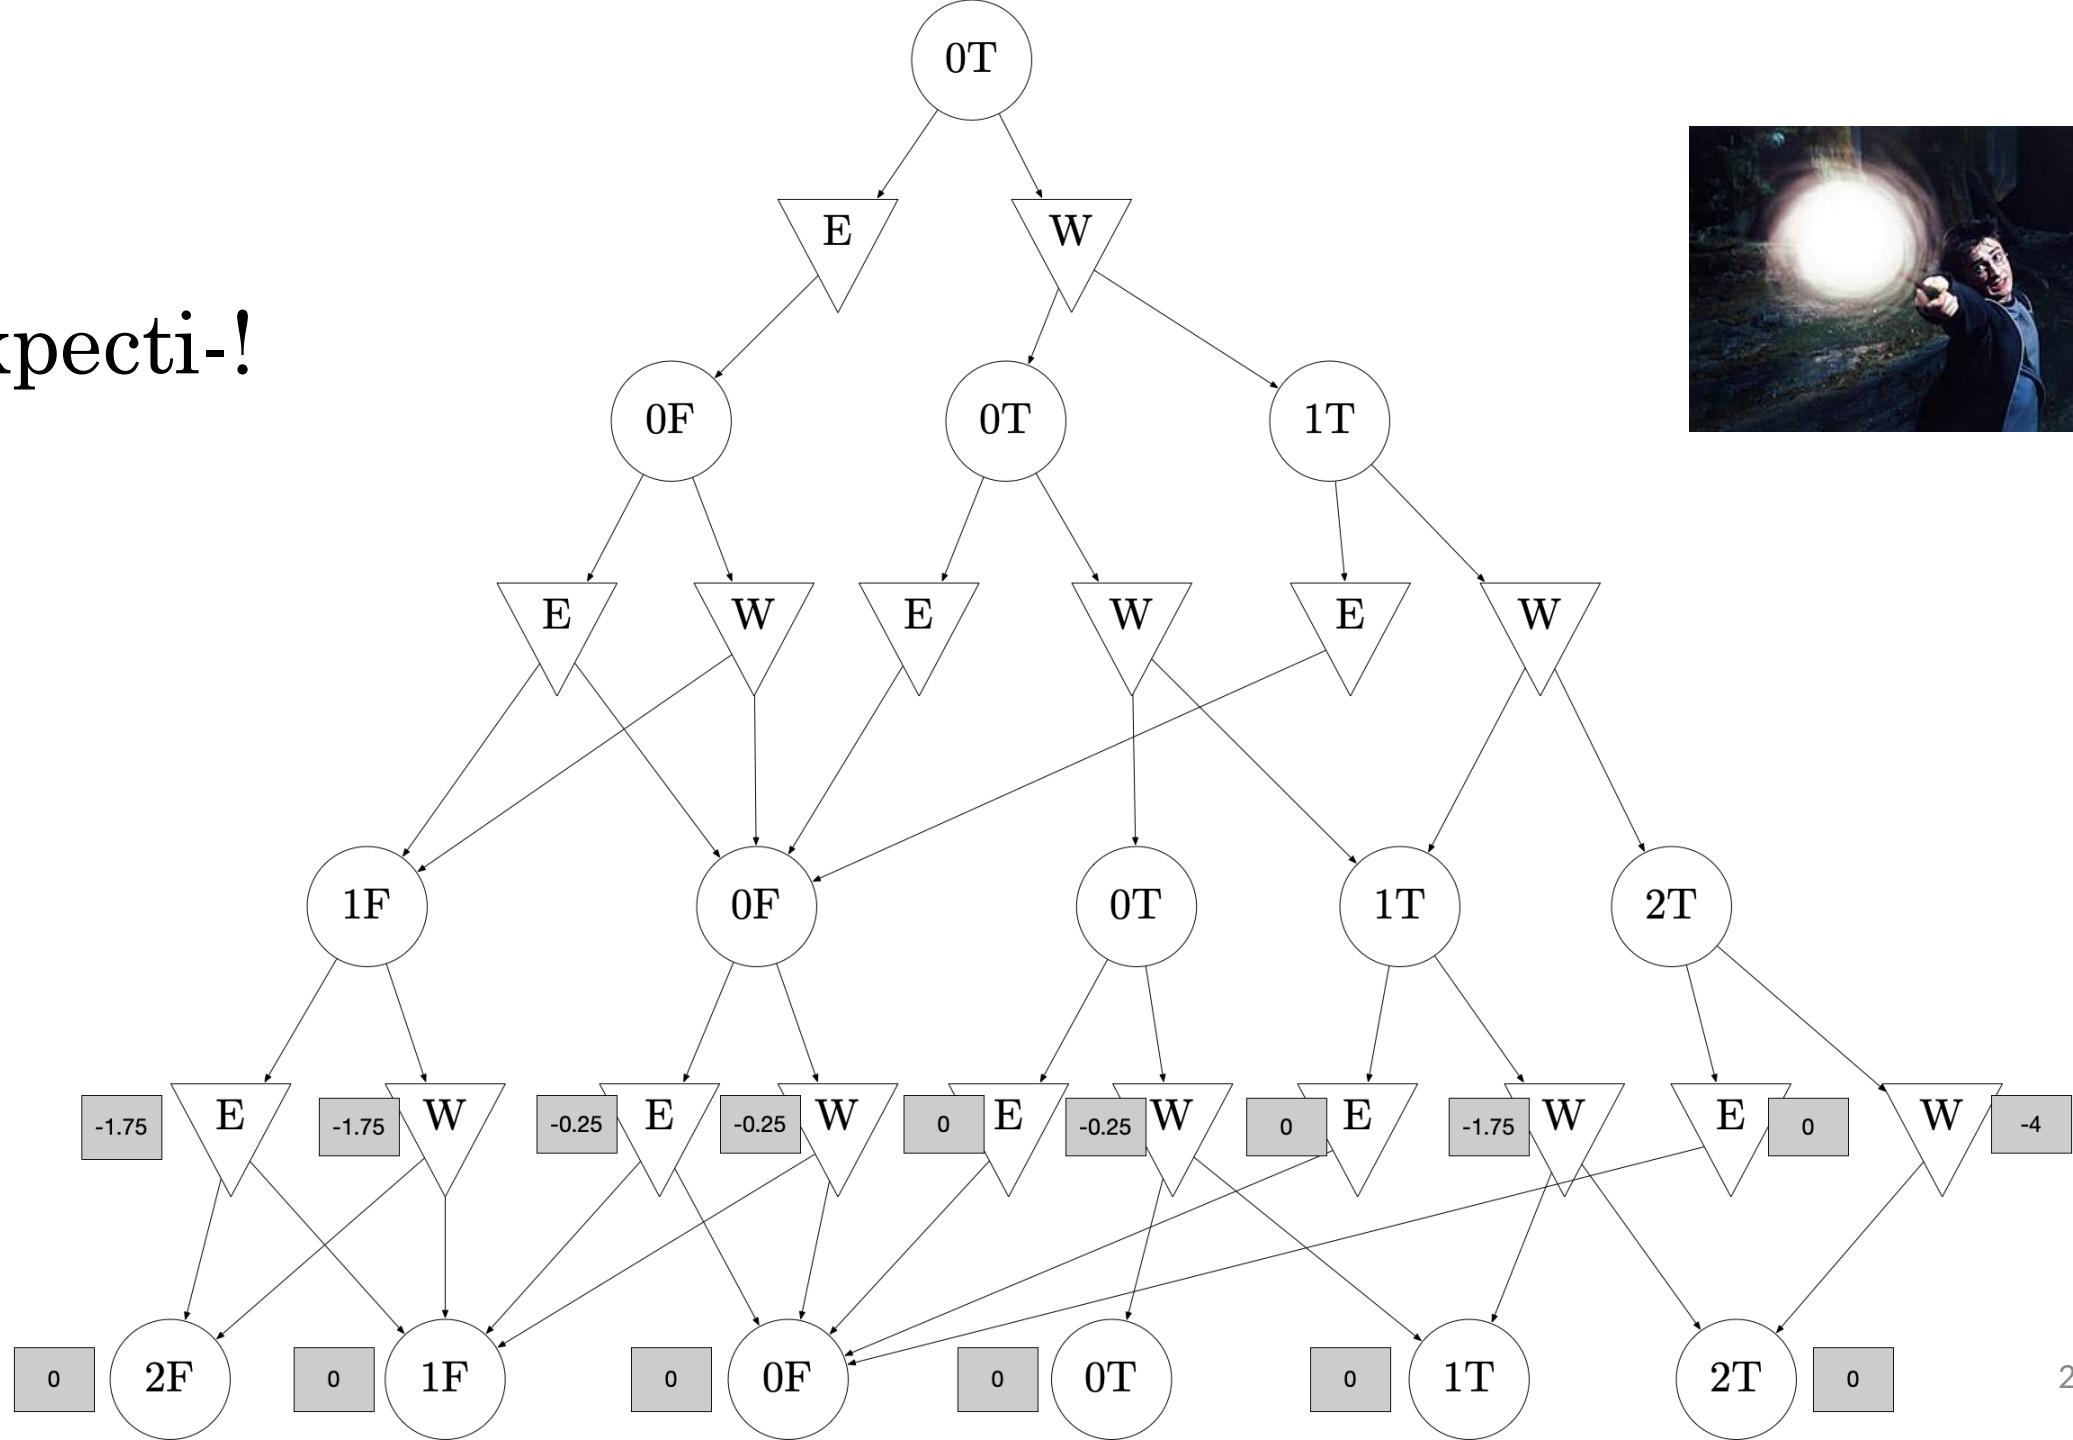 0T
E W
xpecti-!
0F 0T 1T
E W E W E W
1F 0F 0T 1T 2T
-1.75 E -1.75 W -0.25 E -0.25 W 0 E -0.25 W 0 E -1.75 W E 0 W -4
0 2F 0 1F 0 0F 0 0T 0 1T 2T 0 2